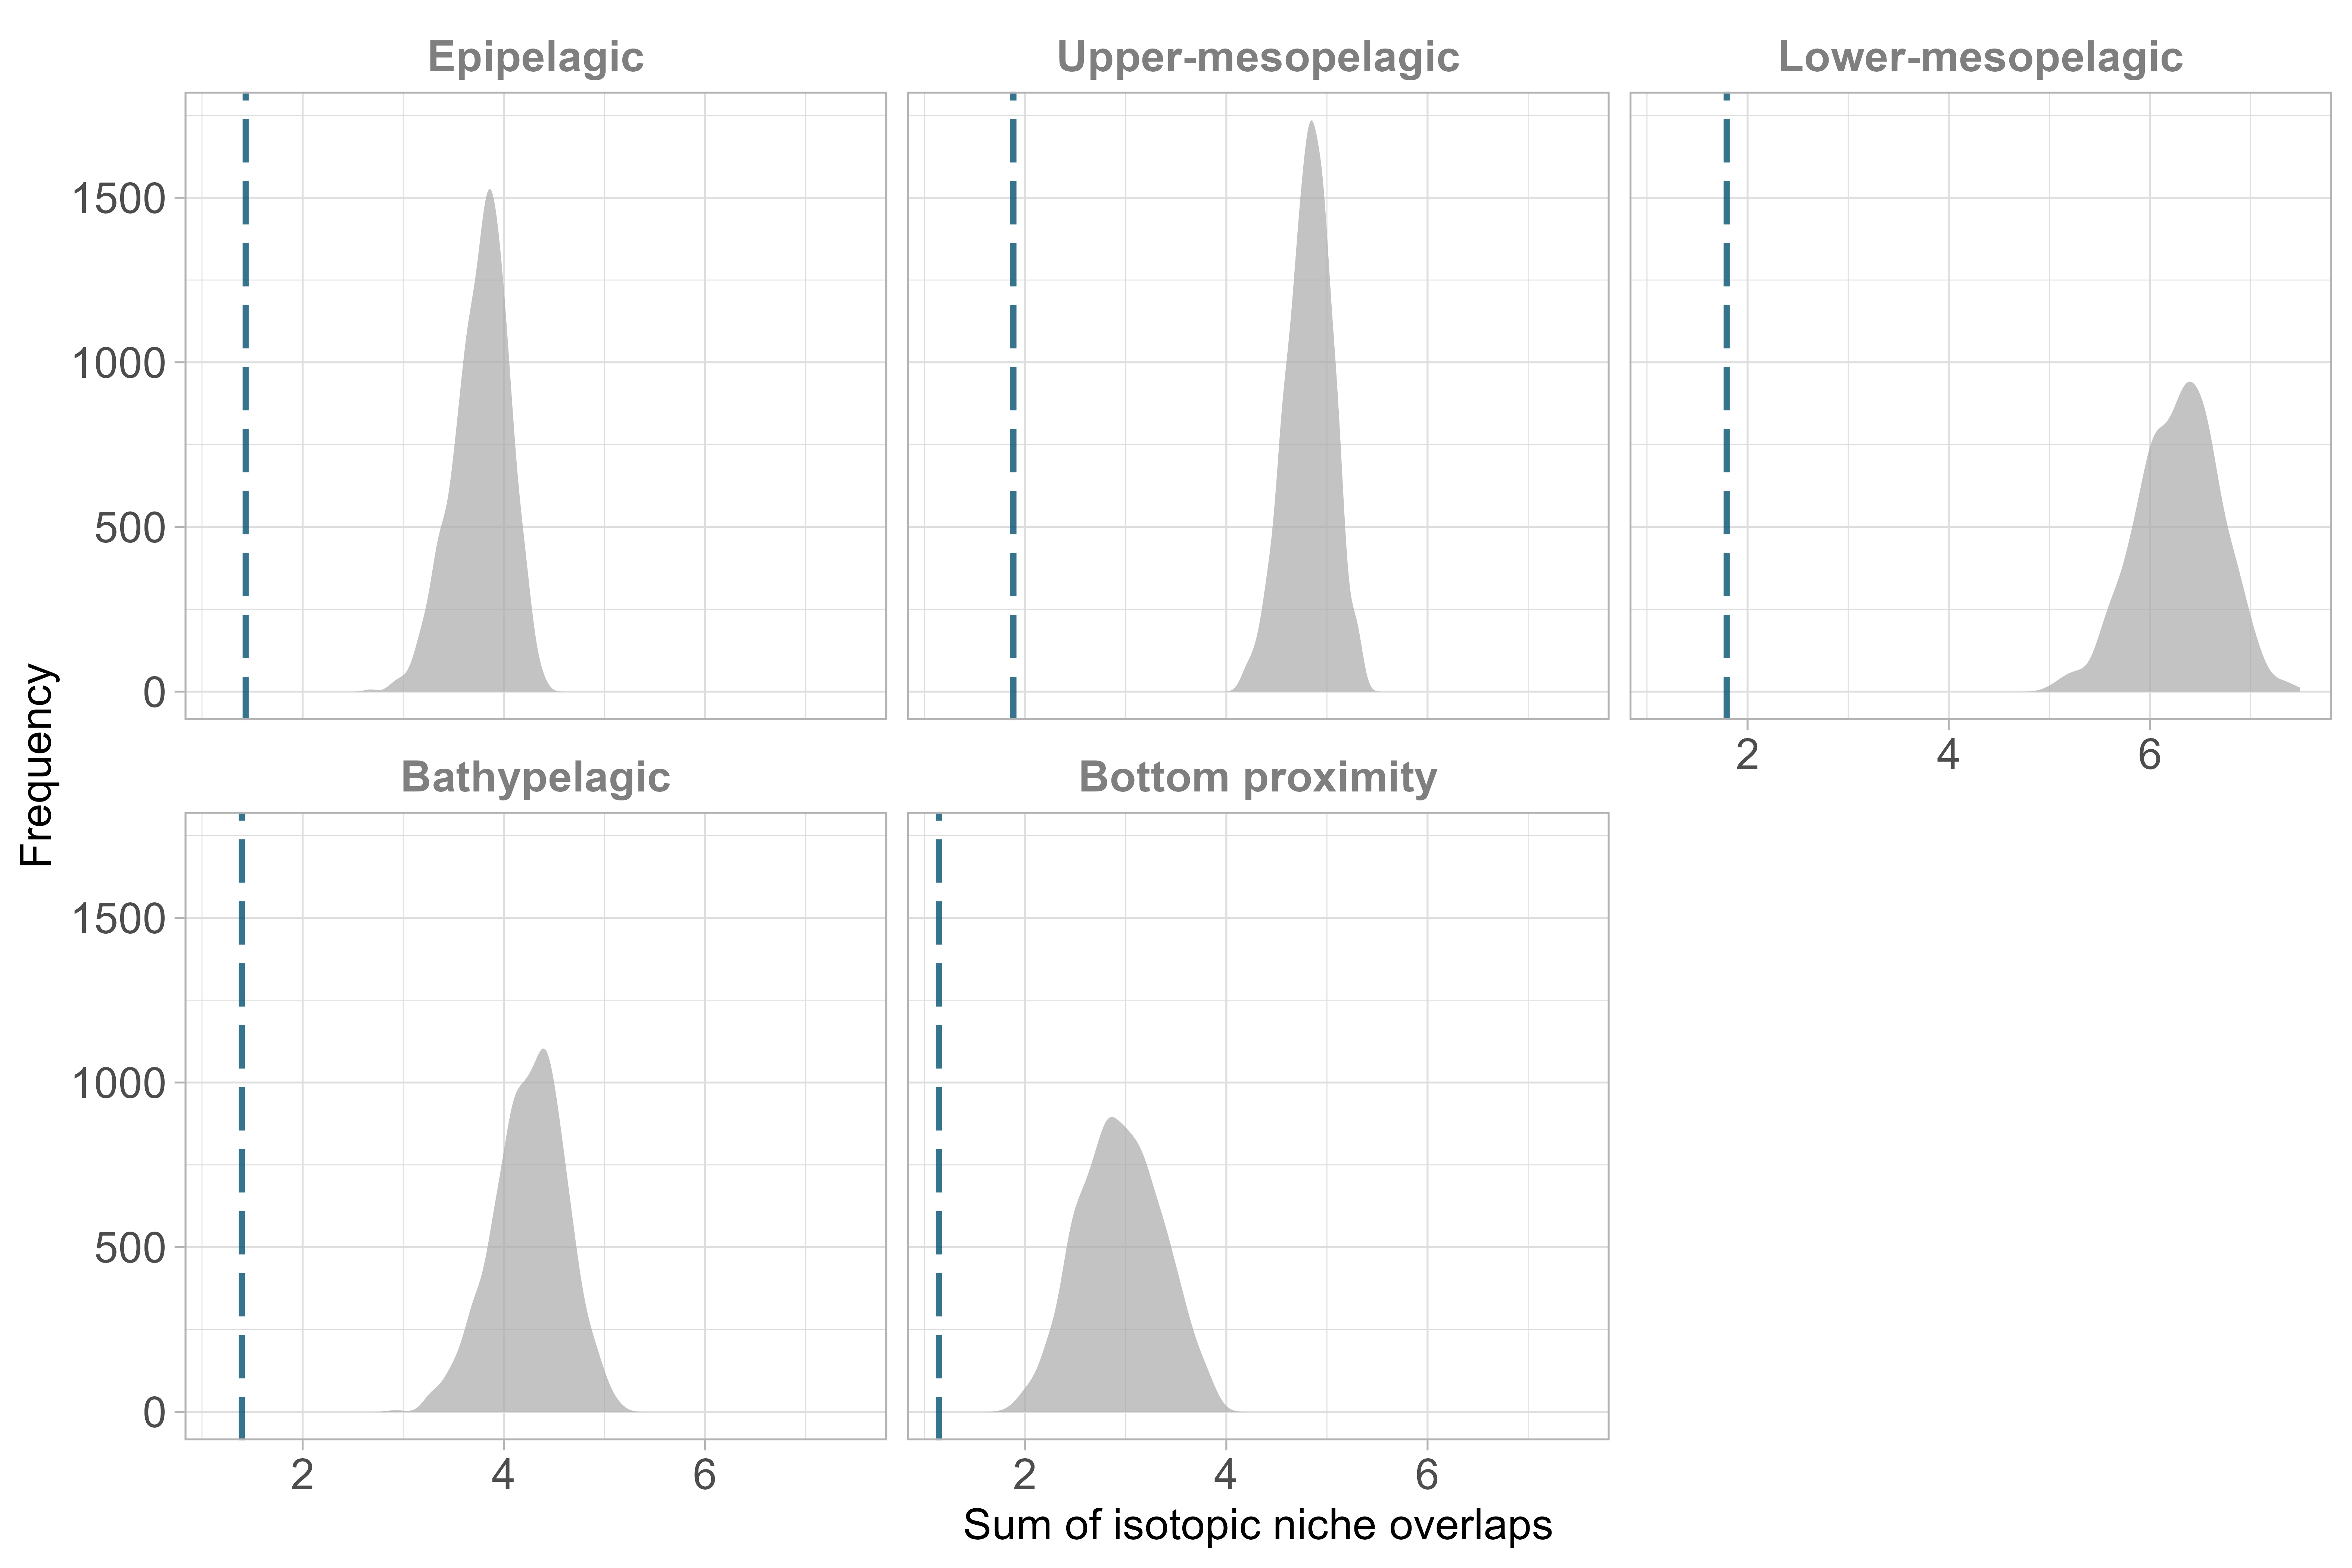 Epipelagic
Upper-mesopelagic
Lower-mesopelagic
1500
1000
500
0
2 4 6
Frequency
Bathypelagic
Bottom proximity
1500
1000
500
0
2 4 6
2 4 6
Sum of isotopic niche overlaps